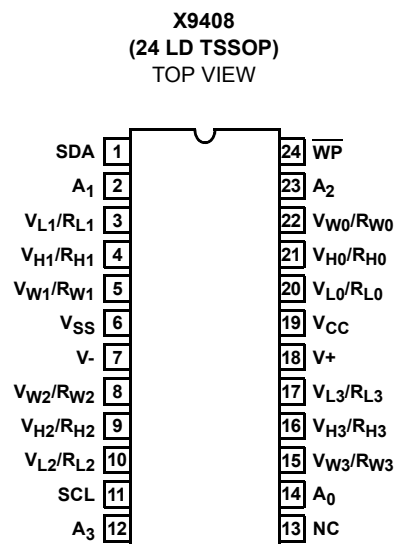 X9408
(24 LD TSSOP)
TOP VIEW
SDA 1 24 WP
A1 2 23 A2
VL1/RL1 3 22 VW0/RW0
VH1/RH1 4 21 VH0/RH0
VW1/RW1 5 20 VL0/RL0
VSS 6 19 VCC
V- 7 18 V+
VW2/RW2 8 17 VL3/RL3
VH2/RH2 9 16 VH3/RH3
VL2/RL2 10 15 VW3/RW3
SCL 11 14 A0
A3 12 13 NC